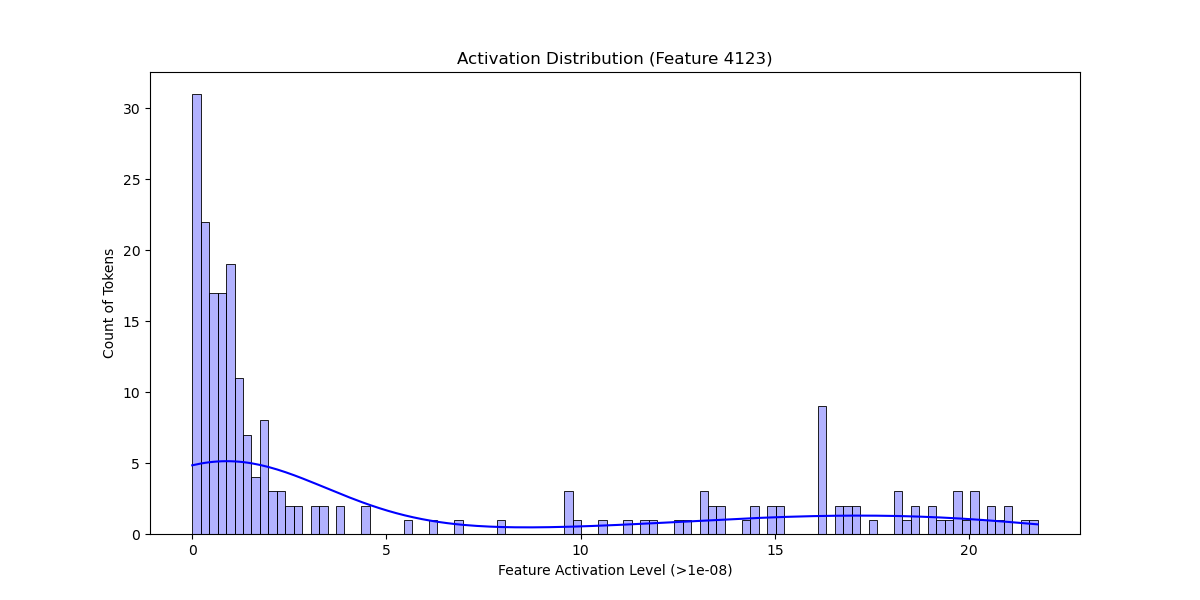 Activation Distribution (Feature 4123)
30
25
20
15
10
5
0
Count of Tokens
0 5 10 15 20
Feature Activation Level (>1e-08)